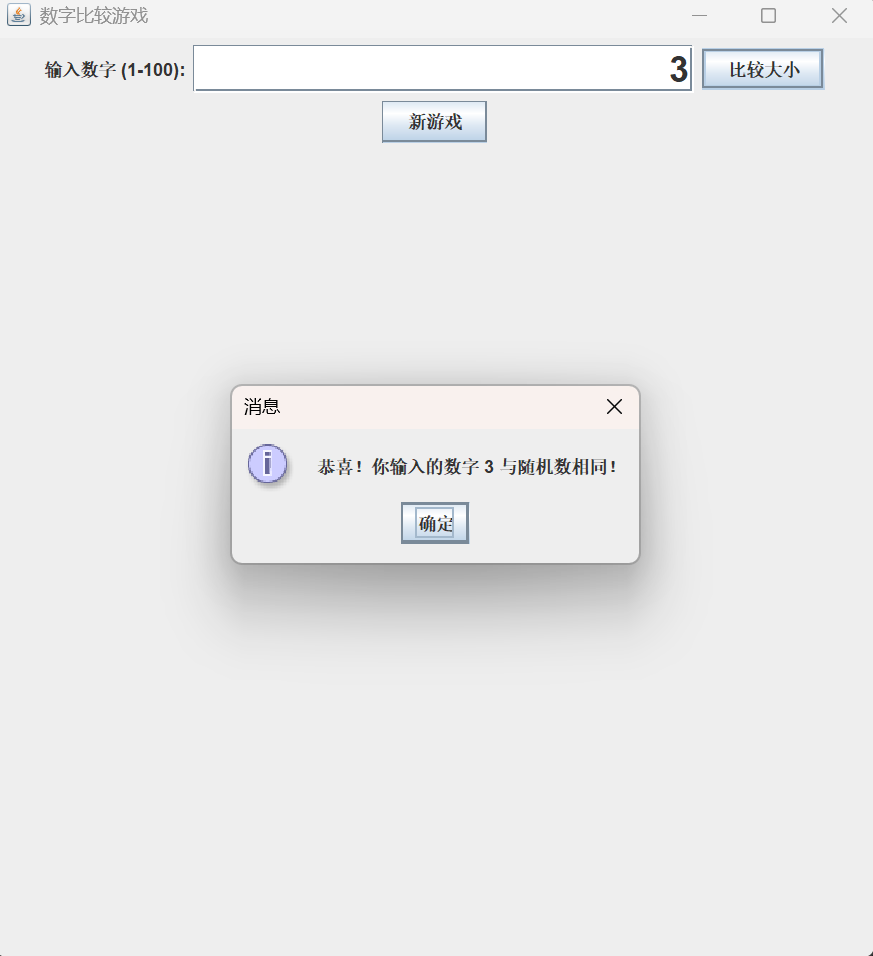 数字比较游戏
输入数字 (1-100):
3
比较大小
新游戏
消息
恭喜！你输入的数字 3 与随机数相同！
确定